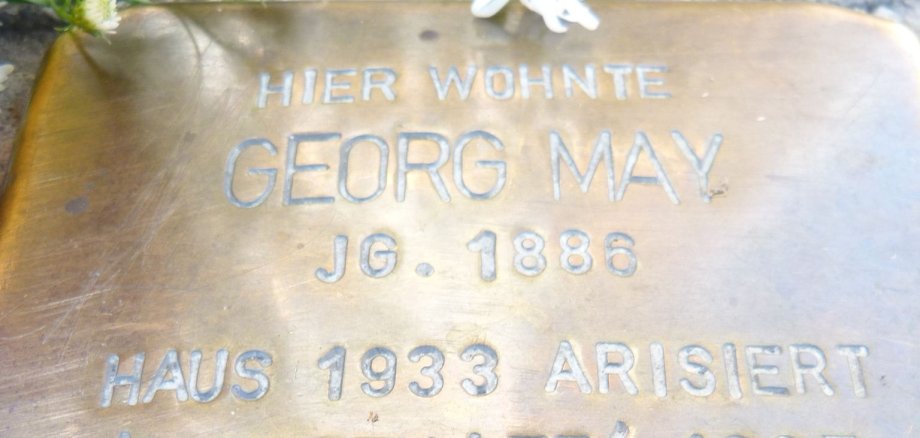 HIER WOHNTE
GEORG MAY
JG. 1886
HAUS 1933 ARISIERT